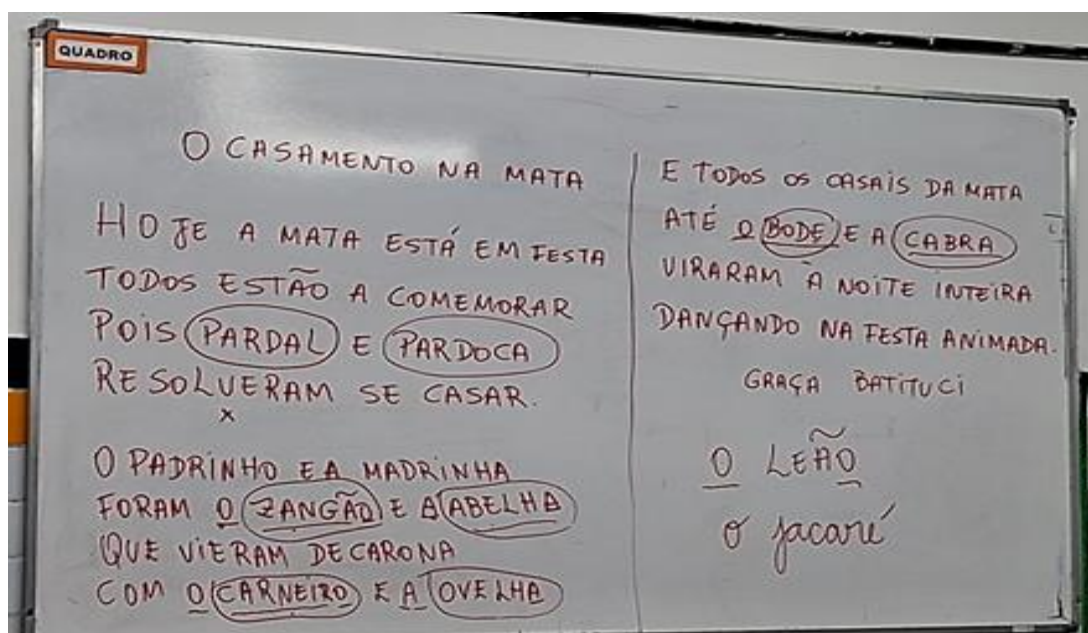 QUADRO
O CASAMENTO NA MATA
HOJE A MATA ESTÁ EM FESTA
TODOS ESTÃO A COMEMORAR
POIS PARDAL E PARDOCA
RESOLVERAM SE CASAR.
x
O PADRINHO E A MADRINHA
FORAM O ZANGÃO E A ABELHA
QUE VIERAM DE CARONA
COM O CARNEIRO E A OVELHA
E TODOS OS CASAIS DA MATA
ATÉ O BODE E A CABRA
VIRARAM A NOITE INTEIRA
DANÇANDO NA FESTA ANIMADA.
GRAÇA BATITUCI
O LEÃO
o jacaré